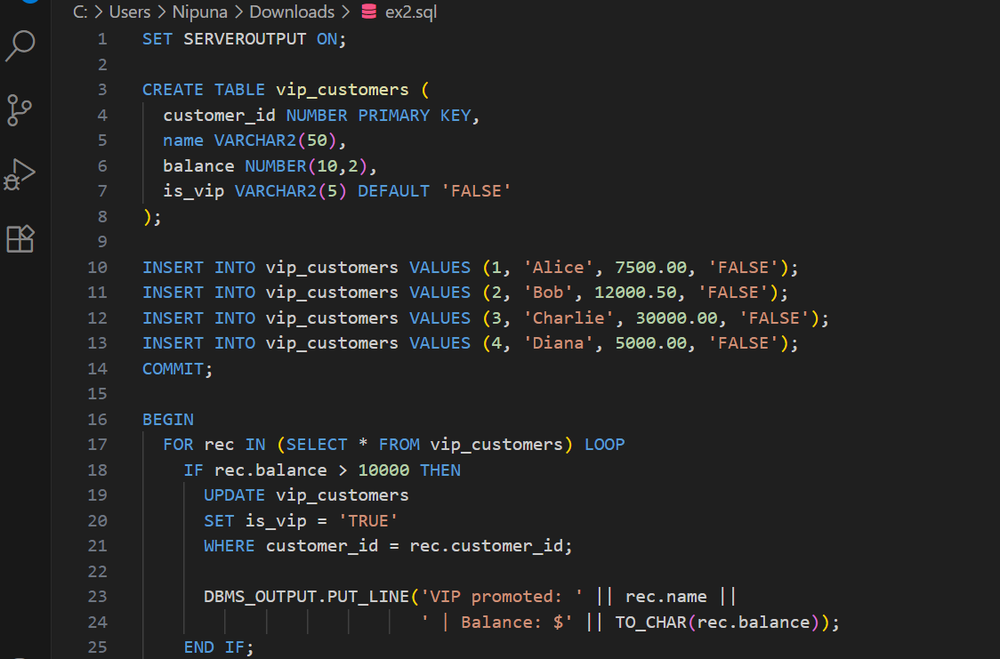 C: > Users > Nipuna > Downloads > ex2.sql
1 SET SERVEROUTPUT ON;
2
3 CREATE TABLE vip_customers (
4   customer_id NUMBER PRIMARY KEY,
5   name VARCHAR2(50),
6   balance NUMBER(10,2),
7   is_vip VARCHAR2(5) DEFAULT 'FALSE'
8 );
9
10 INSERT INTO vip_customers VALUES (1, 'Alice', 7500.00, 'FALSE');
11 INSERT INTO vip_customers VALUES (2, 'Bob', 12000.50, 'FALSE');
12 INSERT INTO vip_customers VALUES (3, 'Charlie', 30000.00, 'FALSE');
13 INSERT INTO vip_customers VALUES (4, 'Diana', 5000.00, 'FALSE');
14 COMMIT;
15
16 BEGIN
17   FOR rec IN (SELECT * FROM vip_customers) LOOP
18     IF rec.balance > 10000 THEN
19       UPDATE vip_customers
20       SET is_vip = 'TRUE'
21       WHERE customer_id = rec.customer_id;
22
23       DBMS_OUTPUT.PUT_LINE('VIP promoted: ' || rec.name ||
24                            ' | Balance: $' || TO_CHAR(rec.balance));
25     END IF;